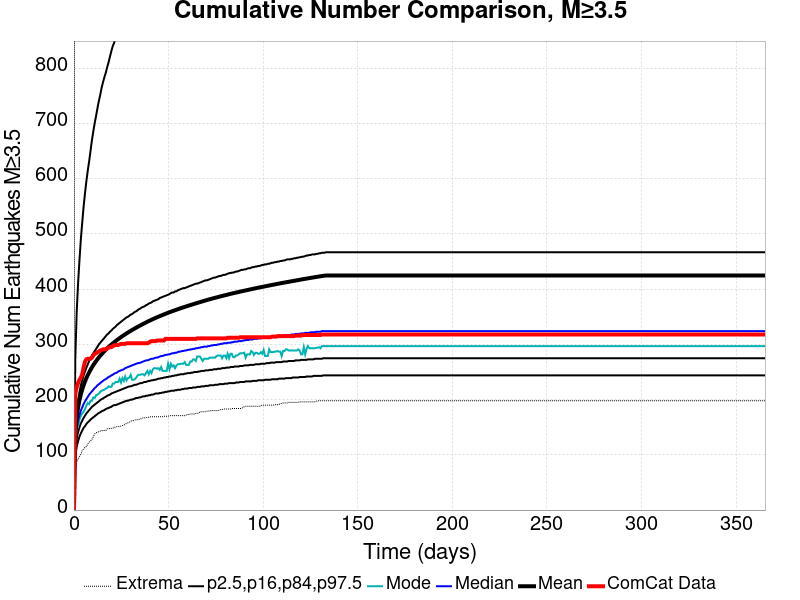 Cumulative Number Comparison, M≥3.5
Cumulative Num Earthquakes M≥3.5
800
700
600
500
400
300
200
100
0
0 50 100 150 200 250 300 350
Time (days)
Extrema p2.5,p16,p84,p97.5 Mode Median Mean ComCat Data